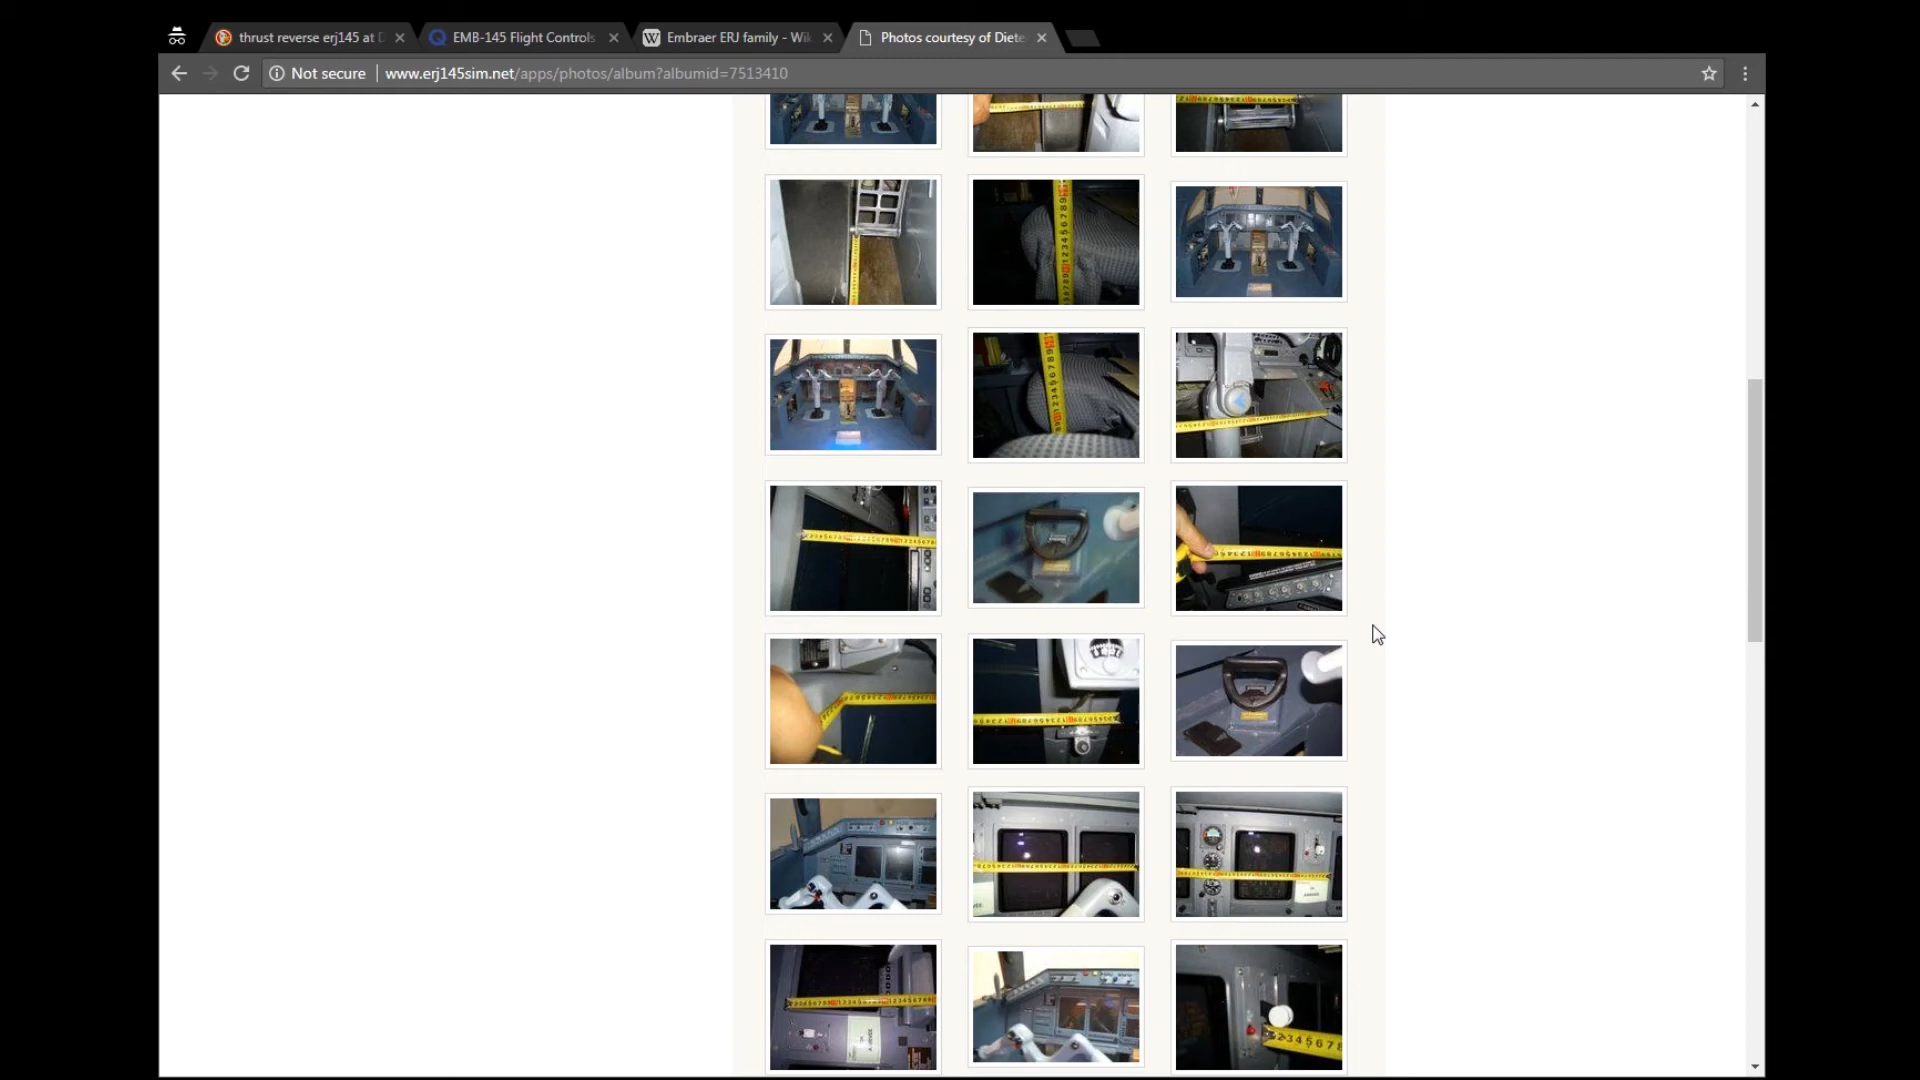 thrust reverse erj145 at D
EMB-145 Flight Controls
Embraer ERJ family - Wik
Photos courtesy of Diete
Not secure
www.erj145sim.net/apps/photos/album?albumid=7513410